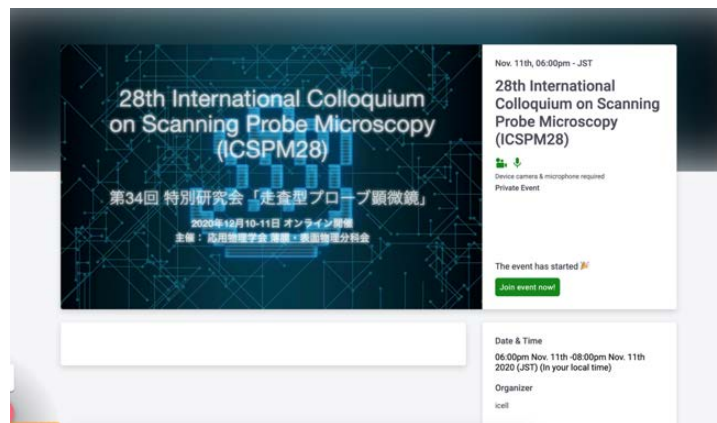 28th International Colloquium
on Scanning Probe Microscopy
(ICSPM28)
第34回 特別研究会「走査型プローブ顕微鏡」
2020年12月10-11日 オンライン開催
主催： 応用物理学会 薄膜・表面物理分科会
Nov. 11th, 06:00pm - JST
28th International
Colloquium on Scanning
Probe Microscopy
(ICSPM28)
Device camera & microphone required
Private Event
The event has started 🎉
Join event now!
Date & Time
06:00pm Nov. 11th -08:00pm Nov. 11th
2020 (JST) (In your local time)
Organizer
icell